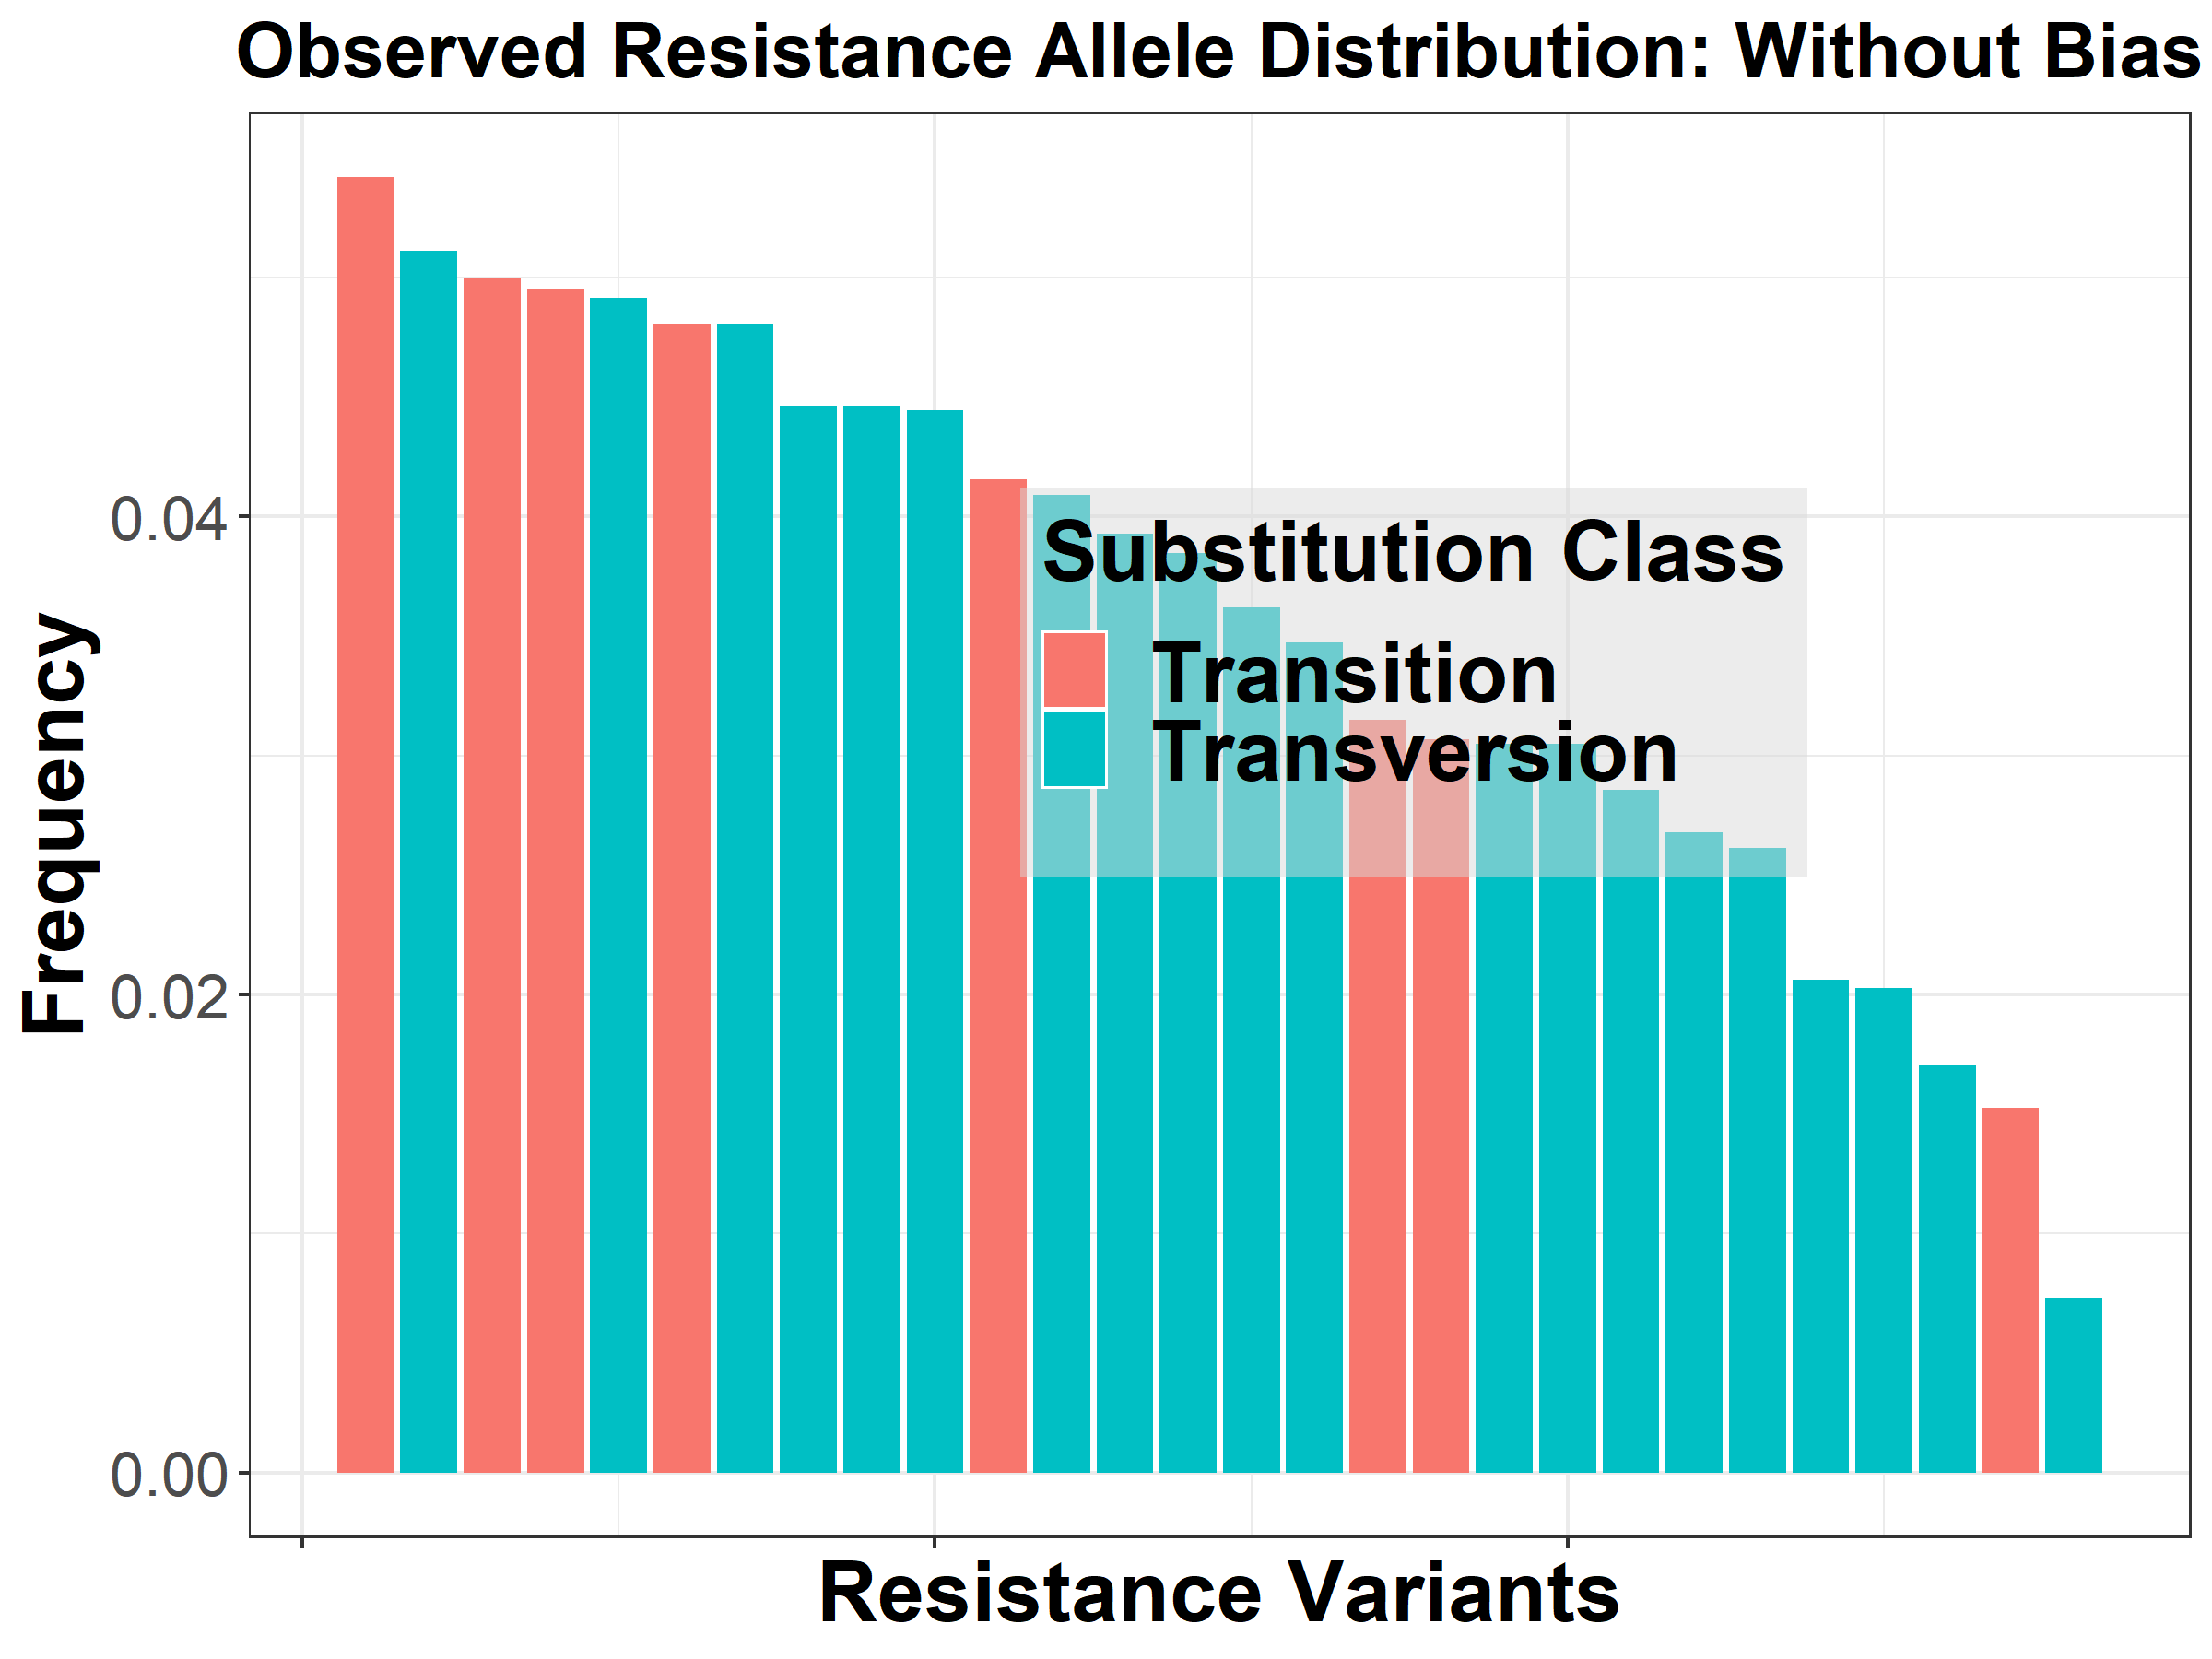 Observed Resistance Allele Distribution: Without Bias
Frequency
0.04
0.02
0.00
Substitution Class
Transition
Transversion
Resistance Variants